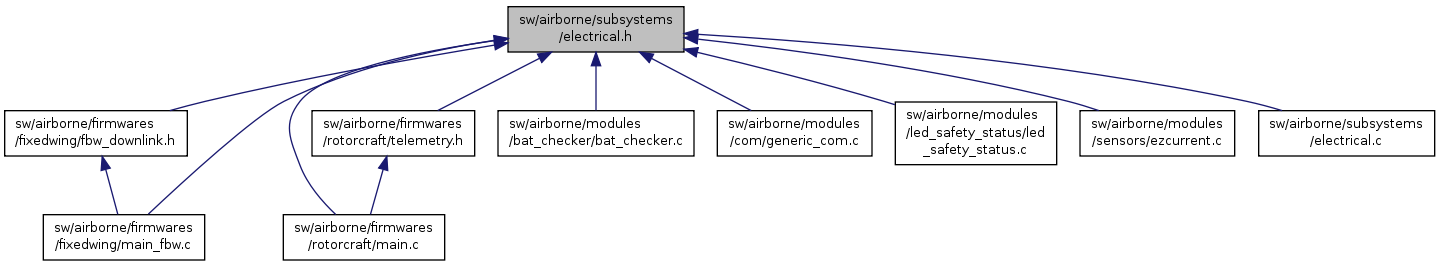 sw/airborne/subsystems
/electrical.h
sw/airborne/firmwares
/fixedwing/fbw_downlink.h
sw/airborne/firmwares
/rotorcraft/telemetry.h
sw/airborne/modules
/bat_checker/bat_checker.c
sw/airborne/modules
/com/generic_com.c
sw/airborne/modules
/led_safety_status/led
_safety_status.c
sw/airborne/modules
/sensors/ezcurrent.c
sw/airborne/subsystems
/electrical.c
sw/airborne/firmwares
/fixedwing/main_fbw.c
sw/airborne/firmwares
/rotorcraft/main.c